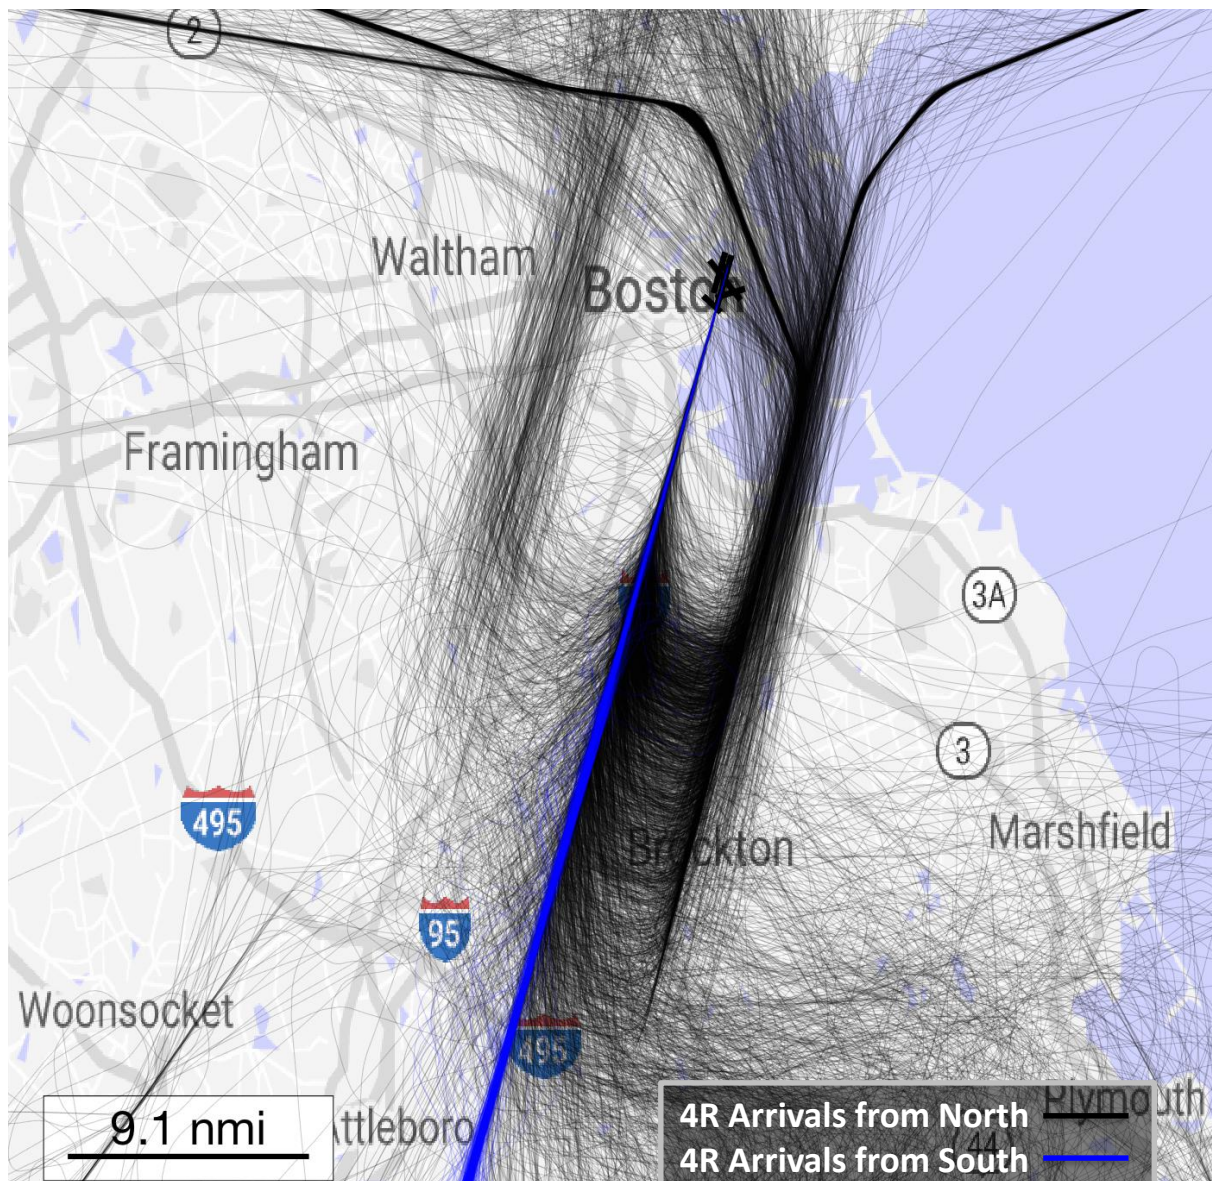 2
Waltham
Boston
Framingham
3A
3
495
Brockton
Marshfield
95
Woonsocket
495
9.1 nmi
Attleboro
Plymouth
4R Arrivals from North
44
4R Arrivals from South